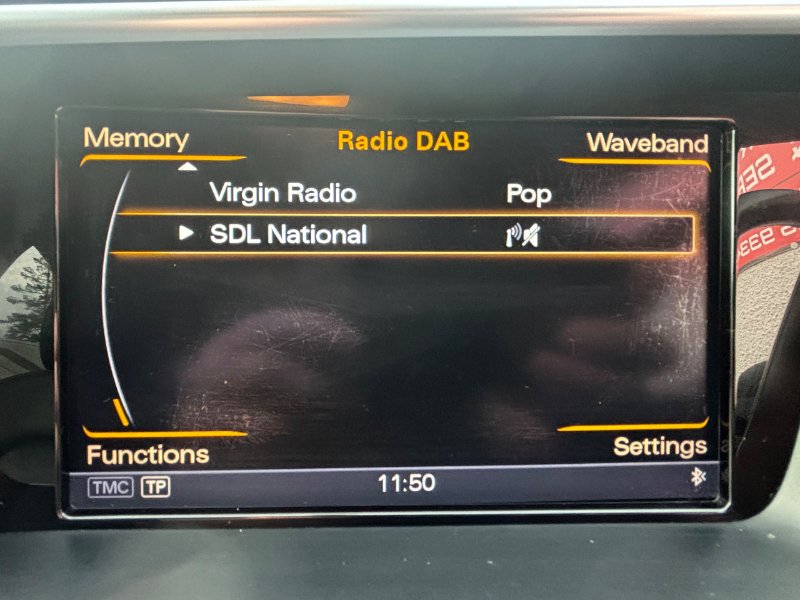 Memory
Radio DAB
Waveband
Virgin Radio Pop
SDL National
Functions
Settings
TMC TP 11:50